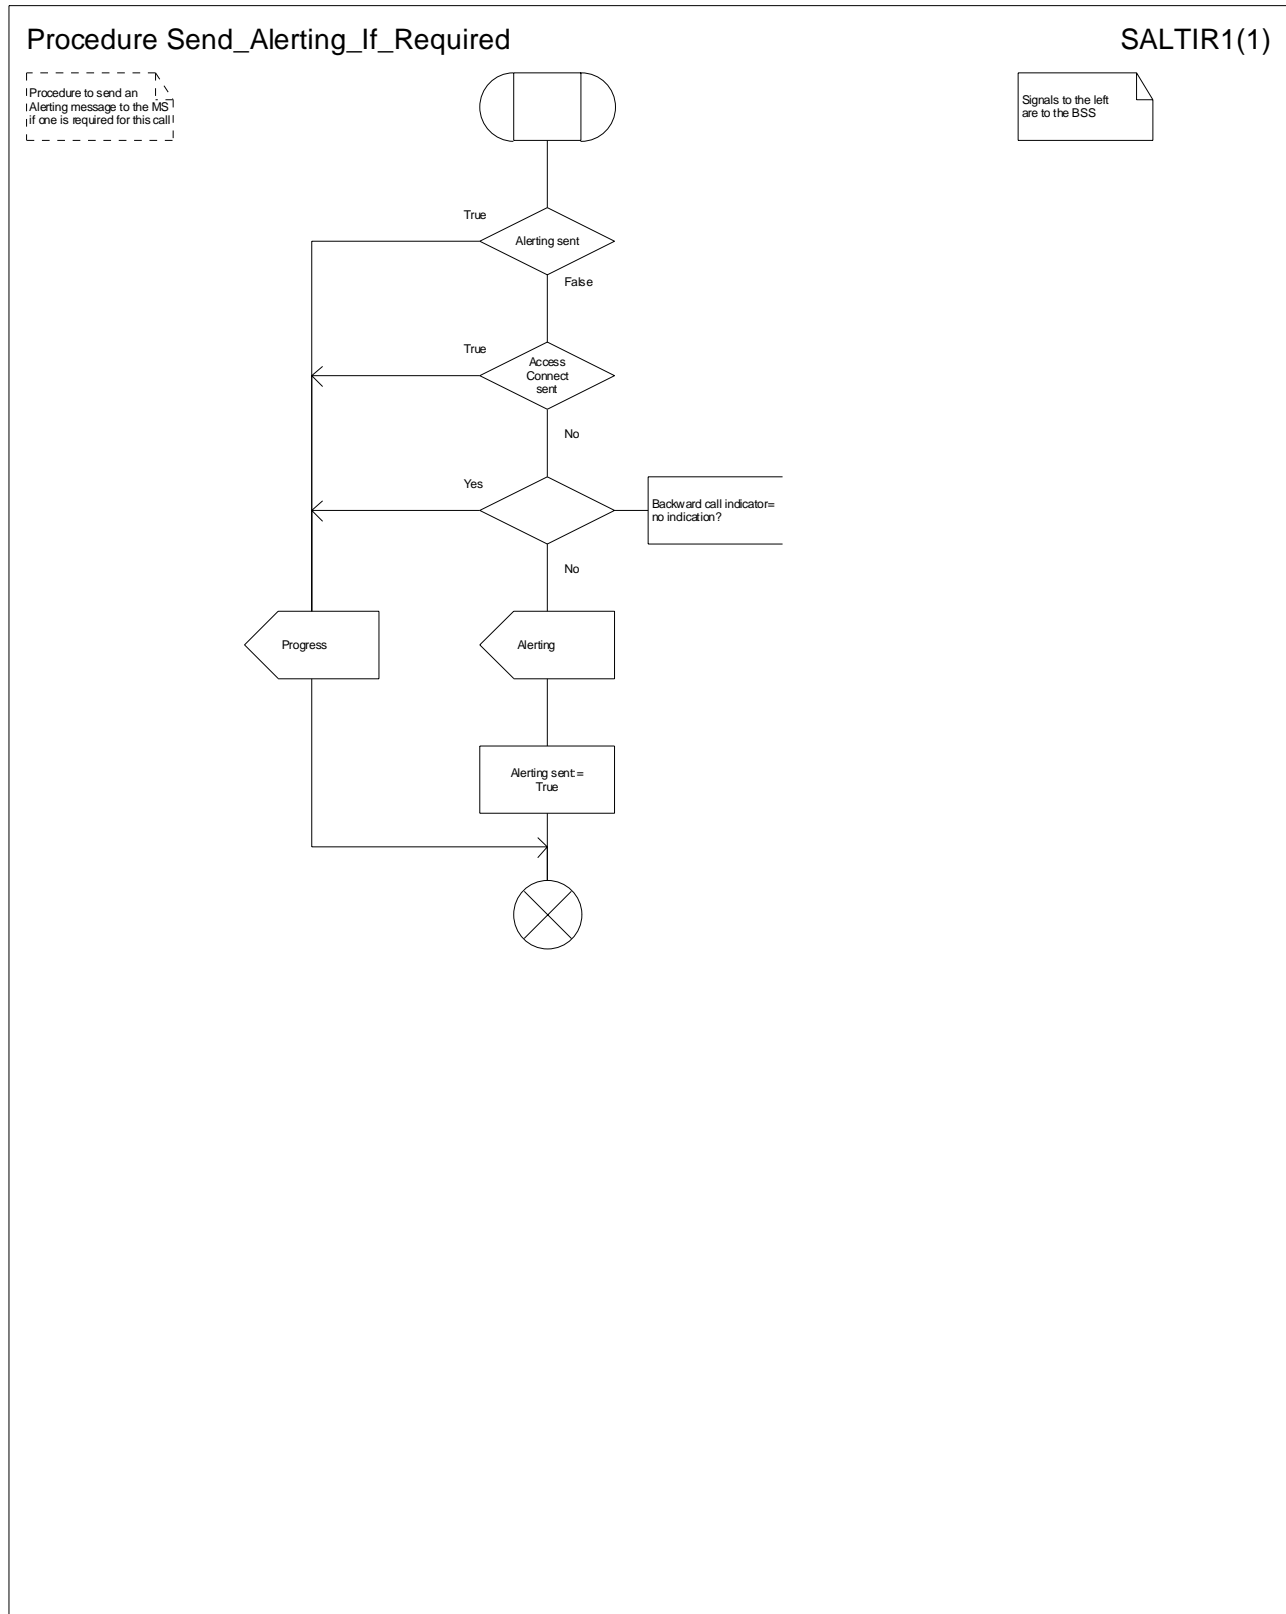 Procedure Send_Alerting_If_Required
SALTIR1(1)
Procedure to send an
Alerting message to the MS
if one is required for this call
Signals to the left
are to the BSS
True
Alerting sent
False
True
Access
Connect
sent
No
Yes
Backward call indicator=
no indication?
No
Progress
Alerting
Alerting sent:=
True